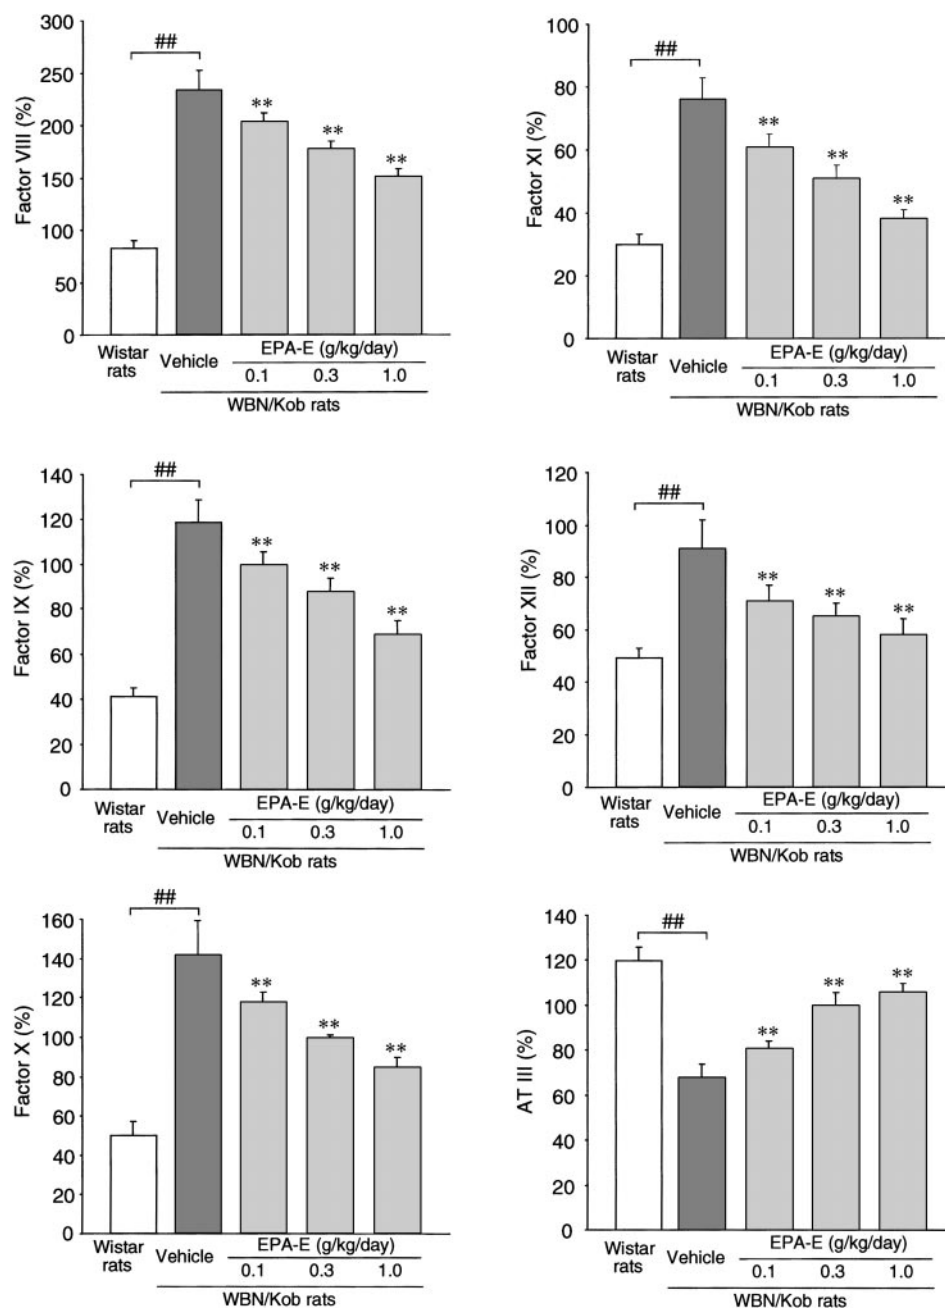 Factor VIII (%)
300
250
200
150
100
50
0
##
**
**
**
Wistar
rats
Vehicle
EPA-E (g/kg/day)
0.1 0.3 1.0
WBN/Kob rats
Factor XI (%)
100
80
60
40
20
0
##
**
**
**
Wistar
rats
Vehicle
EPA-E (g/kg/day)
0.1 0.3 1.0
WBN/Kob rats
Factor IX (%)
140
120
100
80
60
40
20
0
##
**
**
**
Wistar
rats
Vehicle
EPA-E (g/kg/day)
0.1 0.3 1.0
WBN/Kob rats
Factor XII (%)
120
100
80
60
40
20
0
##
**
**
**
Wistar
rats
Vehicle
EPA-E (g/kg/day)
0.1 0.3 1.0
WBN/Kob rats
Factor X (%)
160
140
120
100
80
60
40
20
0
##
**
**
**
Wistar
rats
Vehicle
EPA-E (g/kg/day)
0.1 0.3 1.0
WBN/Kob rats
AT III (%)
140
120
100
80
60
40
20
0
##
**
**
**
Wistar
rats
Vehicle
EPA-E (g/kg/day)
0.1 0.3 1.0
WBN/Kob rats